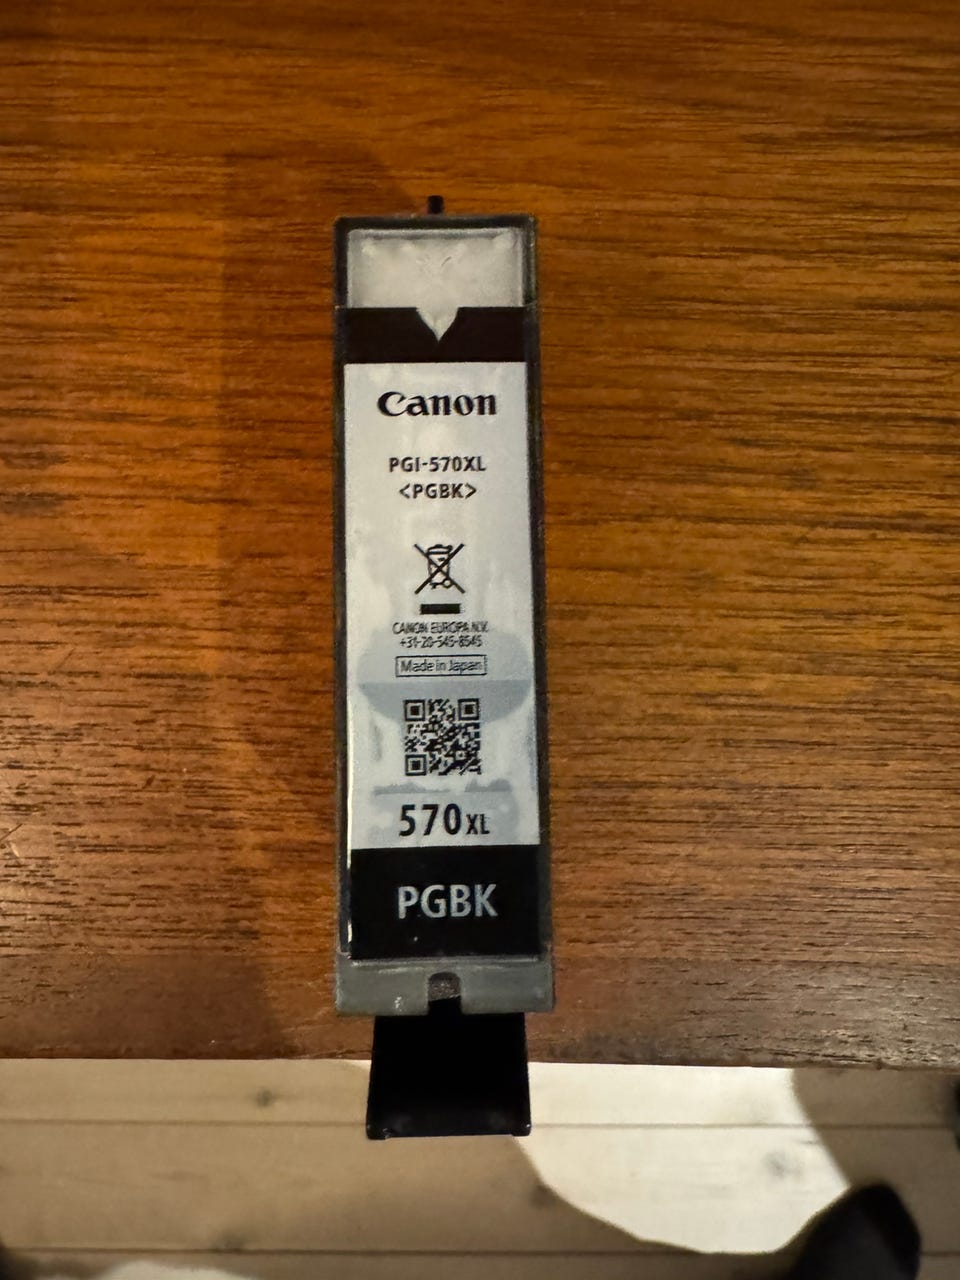 Canon
PGI-570XL
<PGBK>
CANON EUROPA N.V.
+31-20-545-8545
Made in Japan
570XL
PGBK